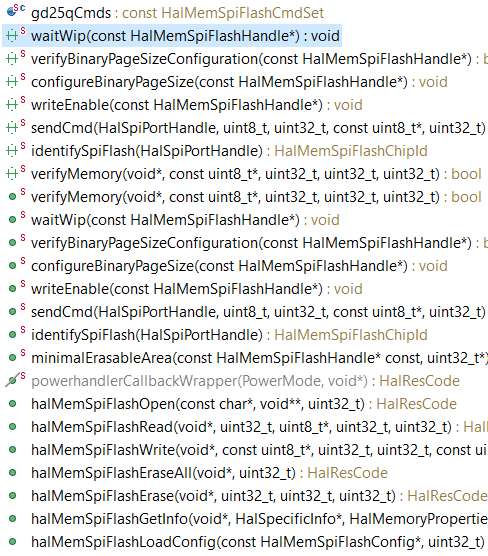 gd25qCmds : const HalMemSpiFlashCmdSet
waitWip(const HalMemSpiFlashHandle*) : void
verifyBinaryPageSizeConfiguration(const HalMemSpiFlashHandle*) : b
configureBinaryPageSize(const HalMemSpiFlashHandle*) : void
writeEnable(const HalMemSpiFlashHandle*) : void
sendCmd(HalSpiPortHandle, uint8_t, uint32_t, const uint8_t*, uint32_t)
identifySpiFlash(HalSpiPortHandle) : HalMemSpiFlashChipId
verifyMemory(void*, const uint8_t*, uint32_t, uint32_t, uint32_t) : bool
verifyMemory(void*, const uint8_t*, uint32_t, uint32_t, uint32_t) : bool
waitWip(const HalMemSpiFlashHandle*) : void
verifyBinaryPageSizeConfiguration(const HalMemSpiFlashHandle*) : b
configureBinaryPageSize(const HalMemSpiFlashHandle*) : void
writeEnable(const HalMemSpiFlashHandle*) : void
sendCmd(HalSpiPortHandle, uint8_t, uint32_t, const uint8_t*, uint32_t)
identifySpiFlash(HalSpiPortHandle) : HalMemSpiFlashChipId
minimalErasableArea(const HalMemSpiFlashHandle* const, uint32_t*)
powerhandlerCallbackWrapper(PowerMode, void*) : HalResCode
halMemSpiFlashOpen(const char*, void**, uint32_t) : HalResCode
halMemSpiFlashRead(void*, uint32_t, uint8_t*, uint32_t, uint32_t) : Hal
halMemSpiFlashWrite(void*, const uint8_t*, uint32_t, uint32_t, const ui
halMemSpiFlashEraseAll(void*, uint32_t) : HalResCode
halMemSpiFlashErase(void*, uint32_t, uint32_t, uint32_t) : HalResCode
halMemSpiFlashGetInfo(void*, HalSpecificInfo*, HalMemoryPropertie
halMemSpiFlashLoadConfig(const HalMemSpiFlashConfig*, uint32_t)